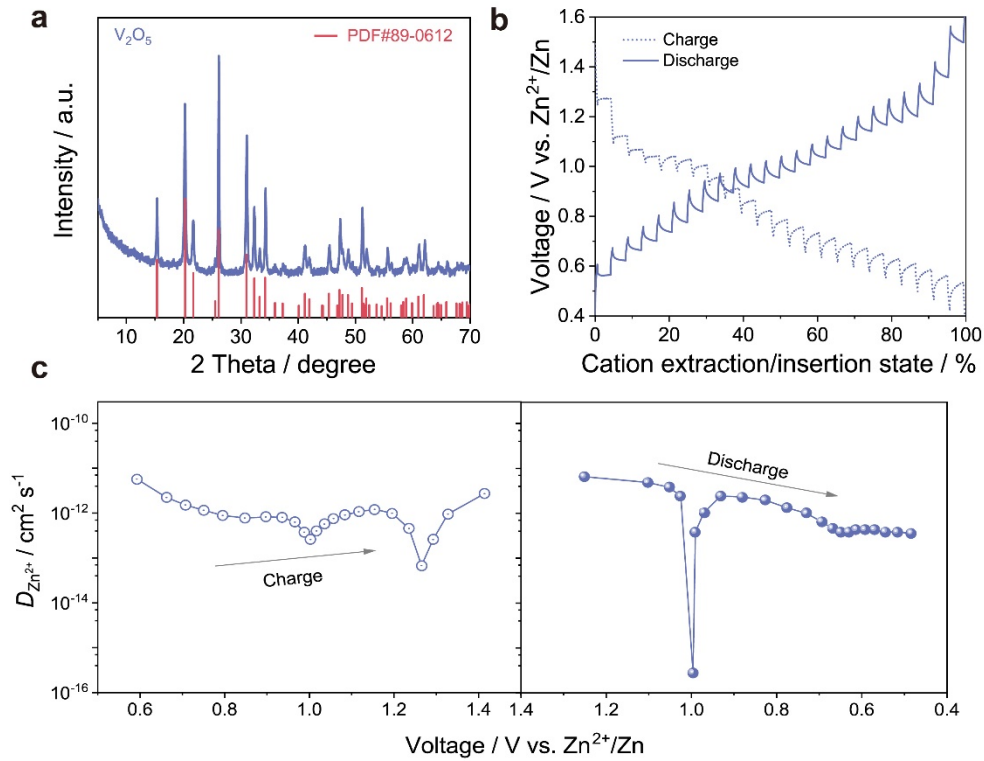 a
V₂O₅
PDF#89-0612
Intensity / a.u.
10 20 30 40 50 60 70
2 Theta / degree
b
Charge
Discharge
1.6
1.4
1.2
1.0
0.8
0.6
0.4
Voltage / V vs. Zn²⁺/Zn
0 20 40 60 80 100
Cation extraction/insertion state / %
c
10⁻¹⁰
10⁻¹²
10⁻¹⁴
10⁻¹⁶
D_Zn²⁺ / cm² s⁻¹
Charge
Discharge
0.6 0.8 1.0 1.2 1.4 1.4 1.2 1.0 0.8 0.6 0.4
Voltage / V vs. Zn²⁺/Zn